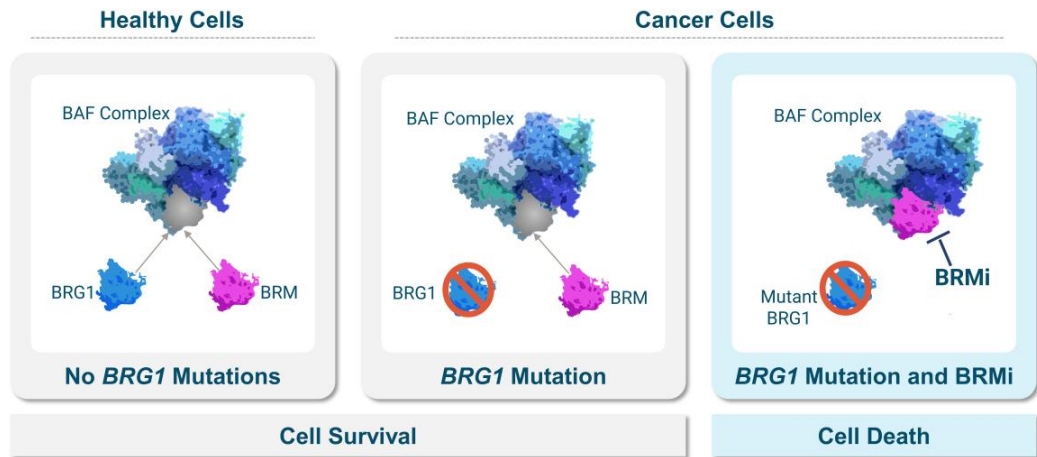 Healthy Cells
Cancer Cells
BAF Complex
BRG1
BRM
No BRG1 Mutations
BAF Complex
BRG1
BRM
BRG1 Mutation
BAF Complex
BRMi
Mutant
BRG1
BRG1 Mutation and BRMi
Cell Survival
Cell Death